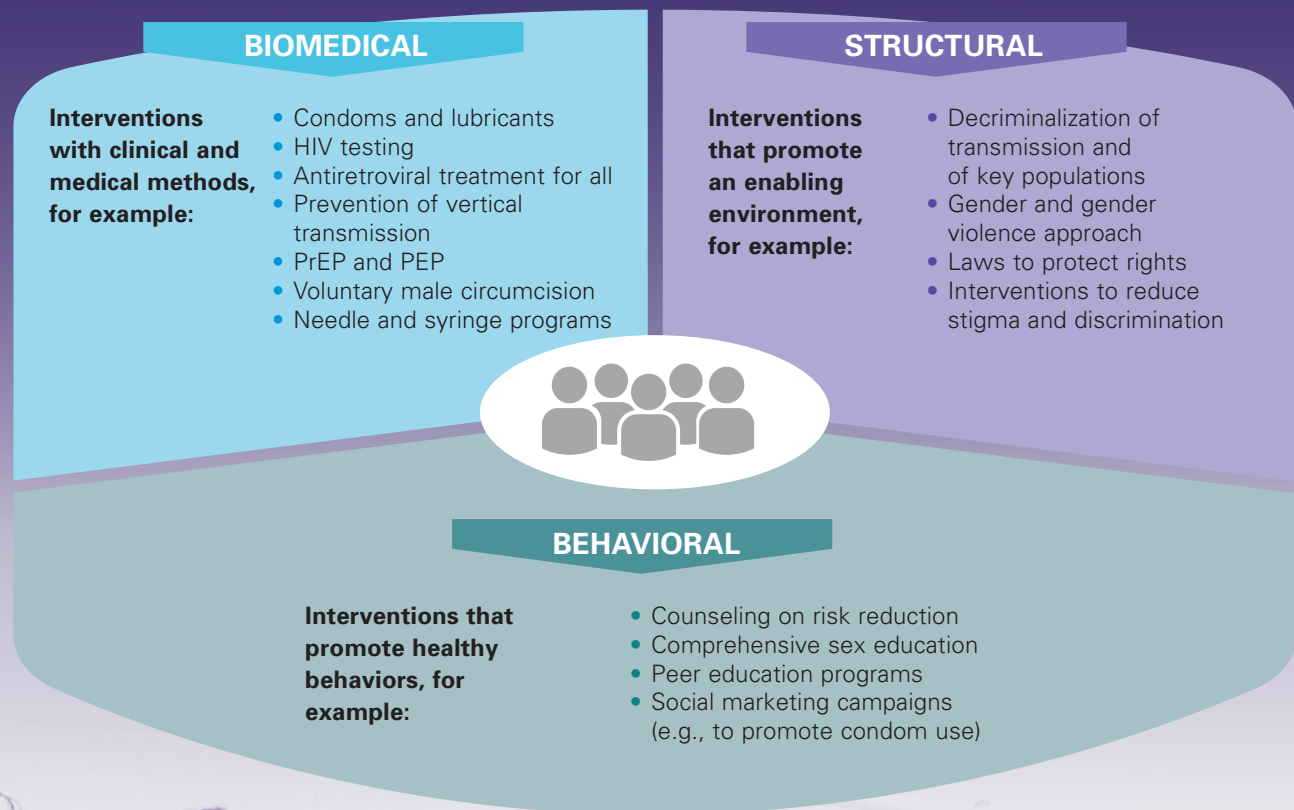 BIOMEDICAL
Interventions
with clinical and
medical methods,
for example:
• Condoms and lubricants
• HIV testing
• Antiretroviral treatment for all
• Prevention of vertical
transmission
• PrEP and PEP
• Voluntary male circumcision
• Needle and syringe programs
STRUCTURAL
Interventions
that promote
an enabling
environment,
for example:
• Decriminalization of
transmission and
of key populations
• Gender and gender
violence approach
• Laws to protect rights
• Interventions to reduce
stigma and discrimination
BEHAVIORAL
Interventions that
promote healthy
behaviors, for
example:
• Counseling on risk reduction
• Comprehensive sex education
• Peer education programs
• Social marketing campaigns
(e.g., to promote condom use)